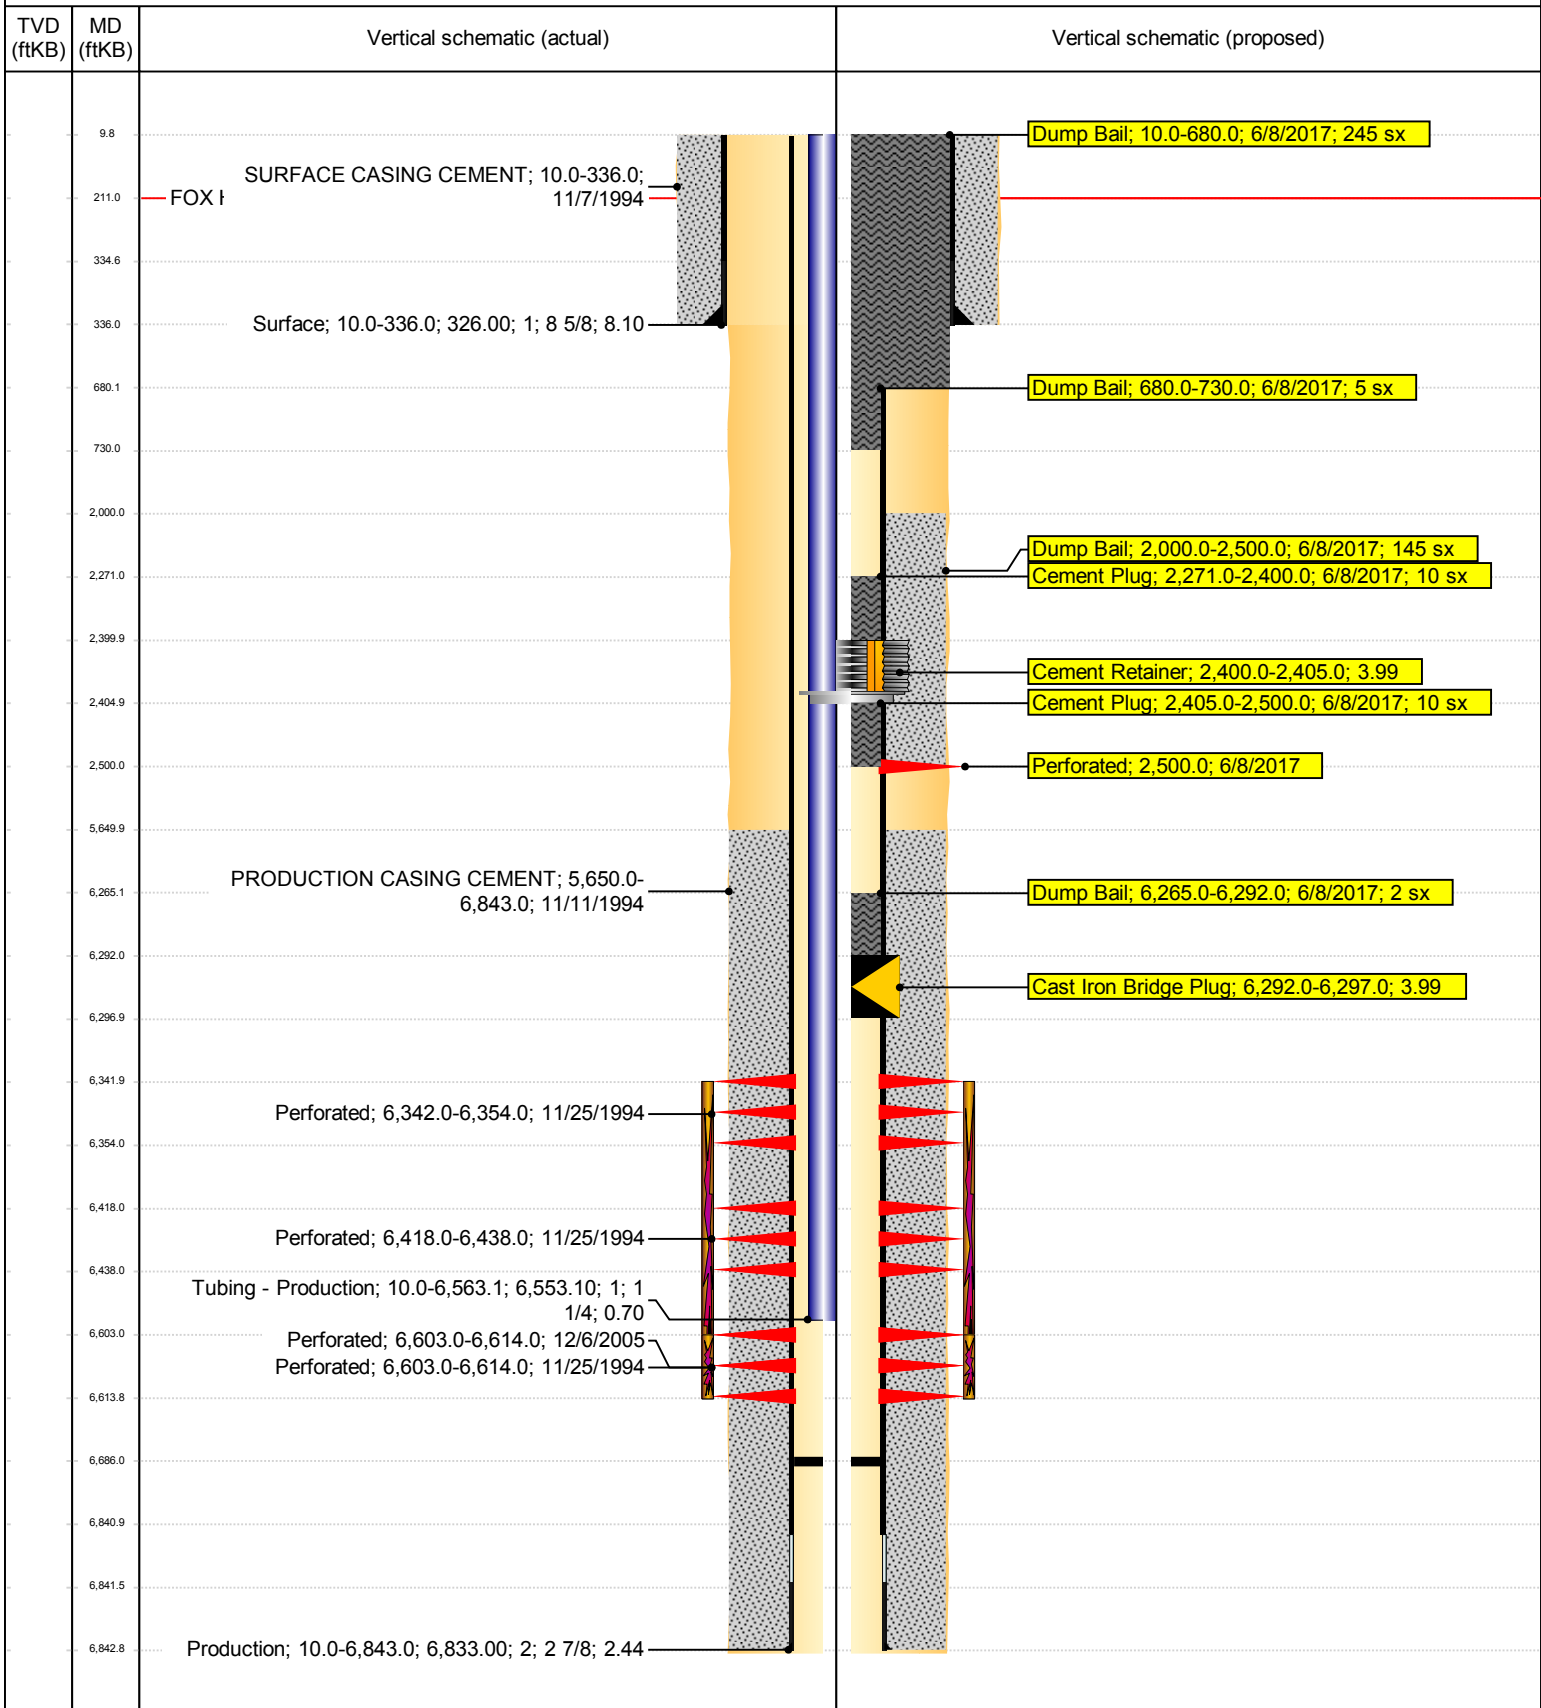 TVD (ftKB)
MD (ftKB)
Vertical schematic (actual)
Vertical schematic (proposed)
9.8
Dump Bail; 10.0-680.0; 6/8/2017; 245 sx
SURFACE CASING CEMENT; 10.0-336.0;
11/7/1994
211.0
FOX
334.6
336.0
Surface; 10.0-336.0; 326.00; 1; 8 5/8; 8.10
680.1
Dump Bail; 680.0-730.0; 6/8/2017; 5 sx
730.0
2,000.0
Dump Bail; 2,000.0-2,500.0; 6/8/2017; 145 sx
2,271.0
Cement Plug; 2,271.0-2,400.0; 6/8/2017; 10 sx
2,399.9
Cement Retainer; 2,400.0-2,405.0; 3.99
2,404.9
Cement Plug; 2,405.0-2,500.0; 6/8/2017; 10 sx
2,500.0
Perforated; 2,500.0; 6/8/2017
5,649.9
PRODUCTION CASING CEMENT; 5,650.0-
6,843.0; 11/11/1994
6,265.1
Dump Bail; 6,265.0-6,292.0; 6/8/2017; 2 sx
6,292.0
Cast Iron Bridge Plug; 6,292.0-6,297.0; 3.99
6,296.9
6,341.9
Perforated; 6,342.0-6,354.0; 11/25/1994
6,354.0
6,418.0
Perforated; 6,418.0-6,438.0; 11/25/1994
6,438.0
Tubing - Production; 10.0-6,563.1; 6,553.10; 1; 1
1/4; 0.70
6,603.0
Perforated; 6,603.0-6,614.0; 12/6/2005
Perforated; 6,603.0-6,614.0; 11/25/1994
6,613.8
6,686.0
6,840.9
6,841.5
6,842.8
Production; 10.0-6,843.0; 6,833.00; 2; 2 7/8; 2.44